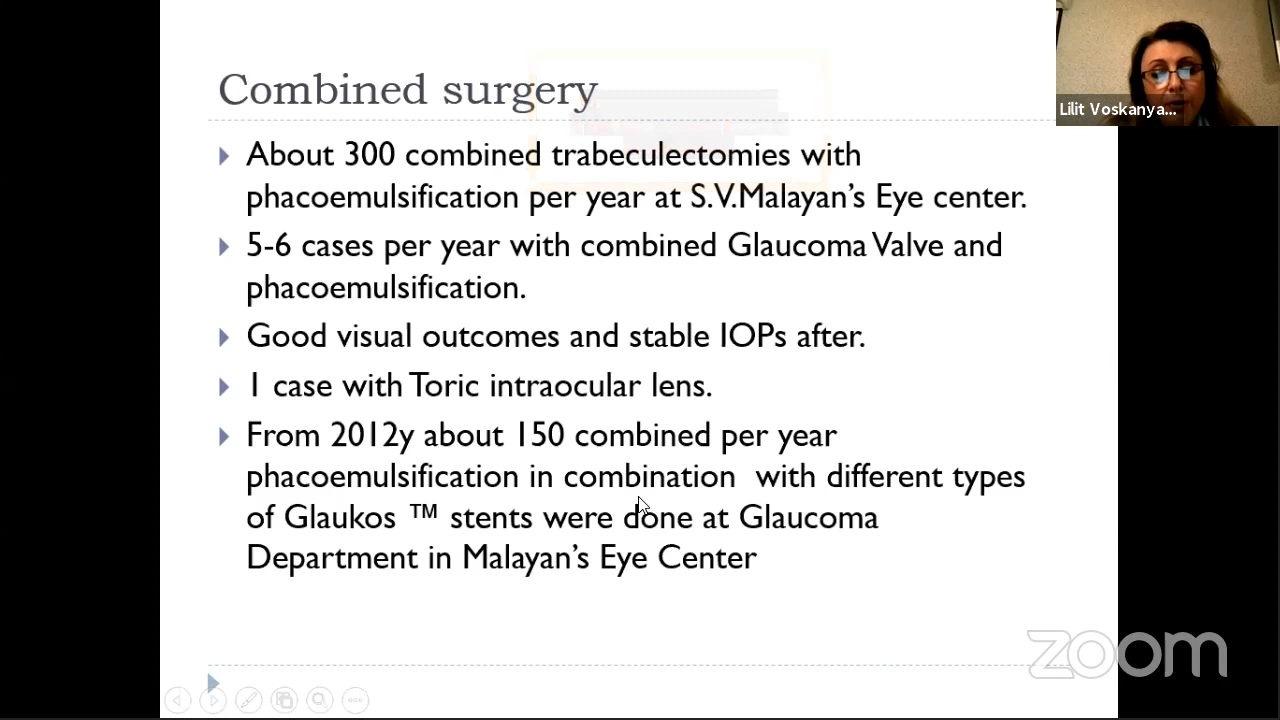 Combined surgery
About 300 combined trabeculectomies with
phacoemulsification per year at S.V.Malayan’s Eye center.
5-6 cases per year with combined Glaucoma Valve and
phacoemulsification.
Good visual outcomes and stable IOPs after.
1 case with Toric intraocular lens.
From 2012y about 150 combined per year
phacoemulsification in combination with different types
of Glaukos ™ stents were done at Glaucoma
Department in Malayan’s Eye Center
Lilit Voskanya...
zoom